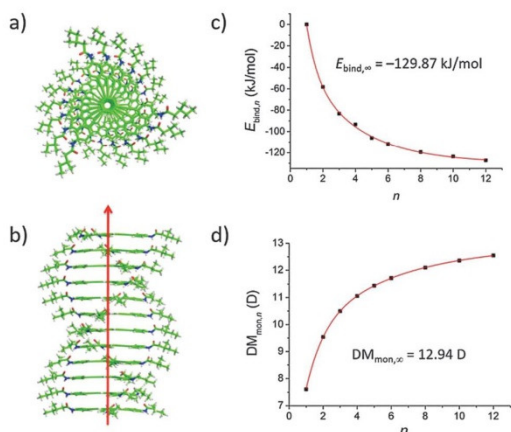 a)
c)
0
-20
-40
-60
-80
-100
-120
E_bind,n (kJ/mol)
E_bind,∞ = –129.87 kJ/mol
0 2 4 6 8 10 12
n
b)
d)
13
12
11
10
9
8
7
DM_mon,n (D)
DM_mon,∞ = 12.94 D
0 2 4 6 8 10 12
n